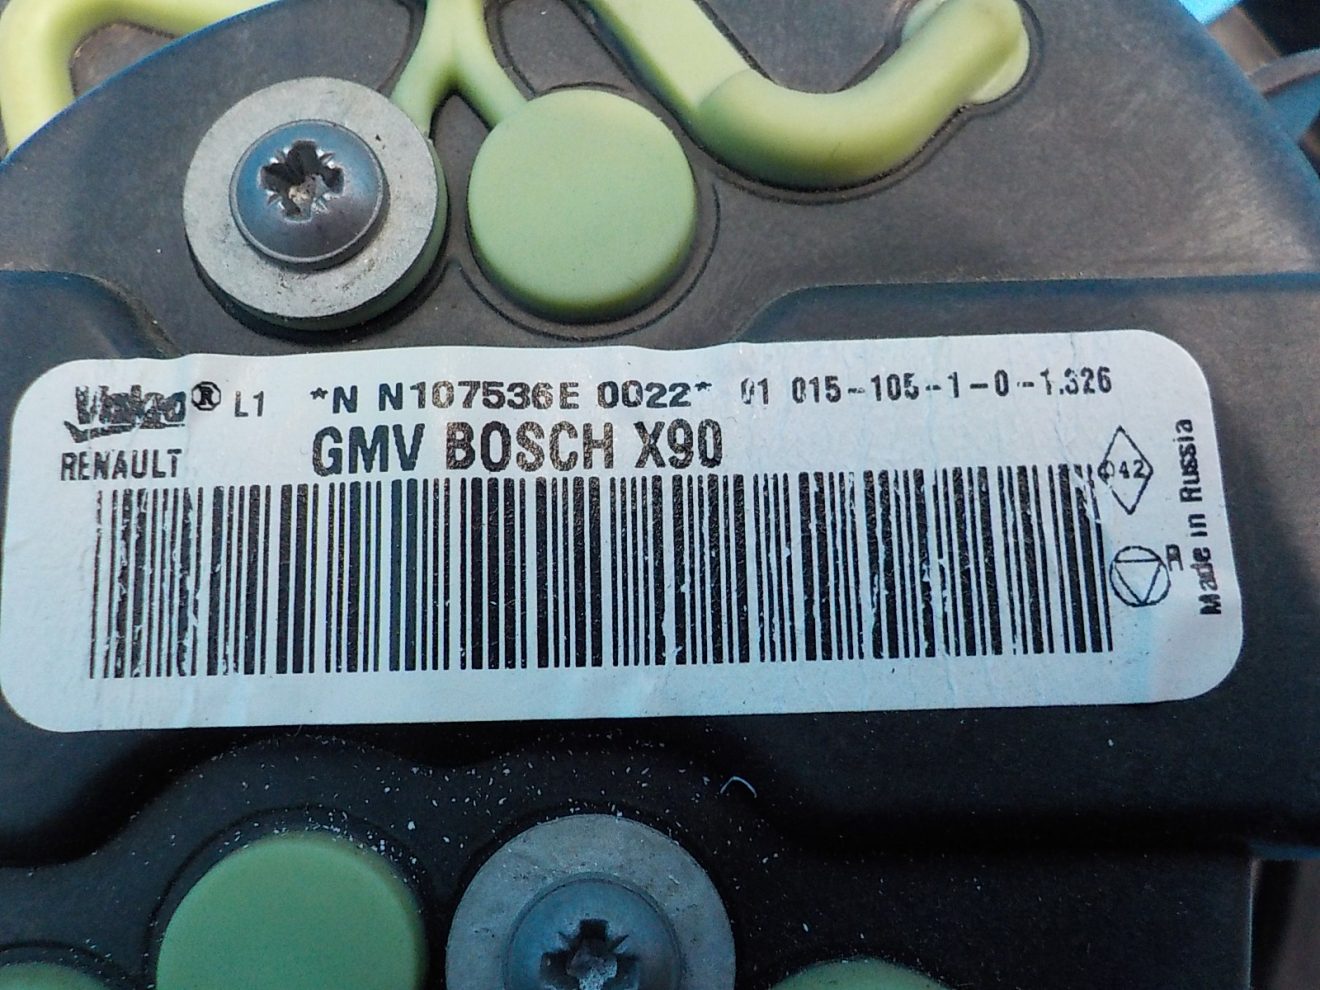 Valeo® L1 *N N107536E 0022* 01 015-105-1-0-1.326
RENAULT GMV BOSCH X90
042
R
Made in Russia